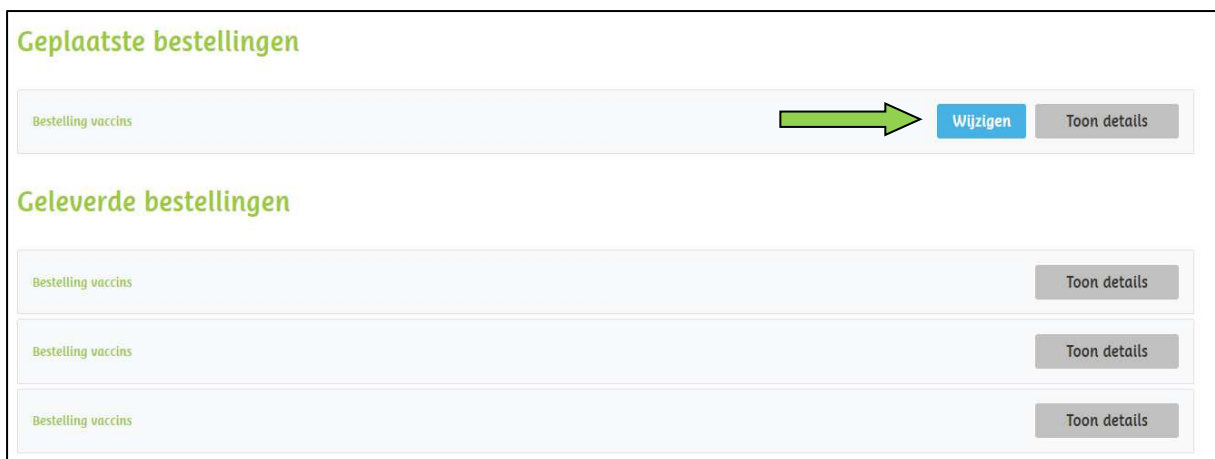 Geplaatste bestellingen
Bestelling vaccins Wijzigen Toon details
Geleverde bestellingen
Bestelling vaccins Toon details
Bestelling vaccins Toon details
Bestelling vaccins Toon details